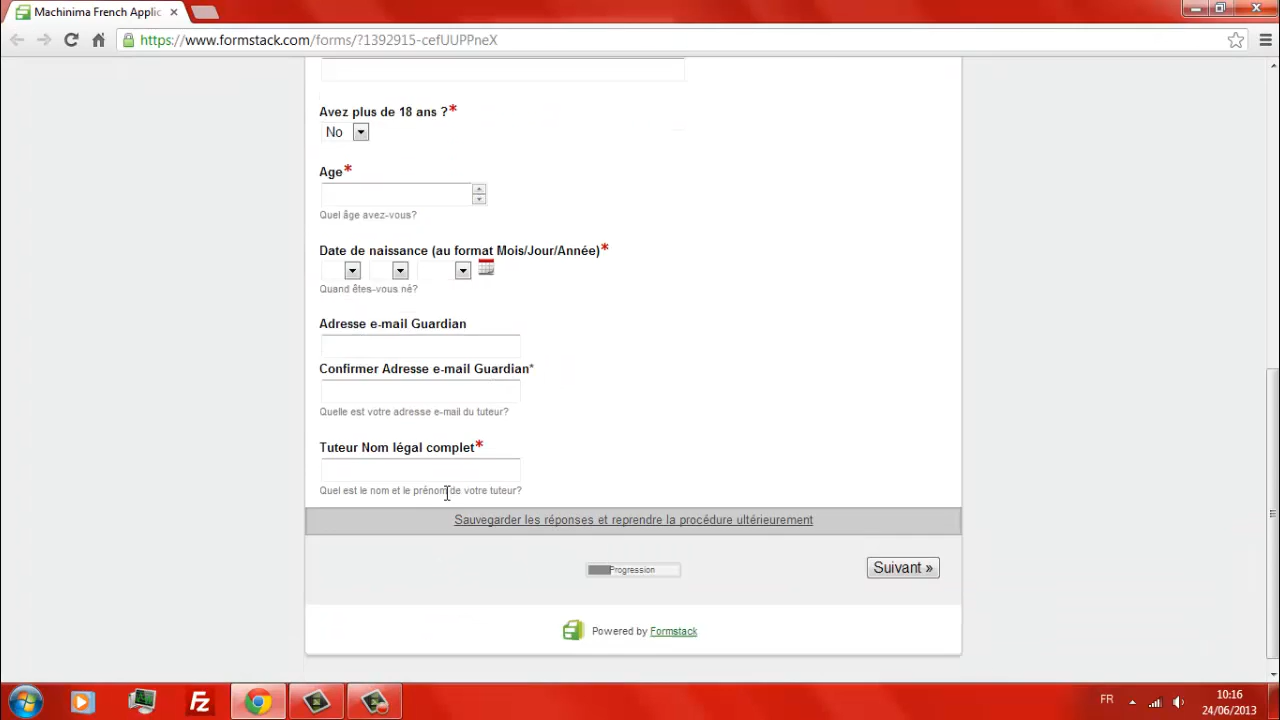 Machinima French Applic
https://www.formstack.com/forms/?1392915-cefUUPPneX
Avez plus de 18 ans ?*
No
Age*
Quel âge avez-vous?
Date de naissance (au format Mois/Jour/Année)*
Quand êtes-vous né?
Adresse e-mail Guardian
Confirmer Adresse e-mail Guardian*
Quelle est votre adresse e-mail du tuteur?
Tuteur Nom légal complet*
Quel est le nom et le prénom de votre tuteur?
Sauvegarder les réponses et reprendre la procédure ultérieurement
Progression
Suivant »
Powered by Formstack
FR
10:16
24/06/2013